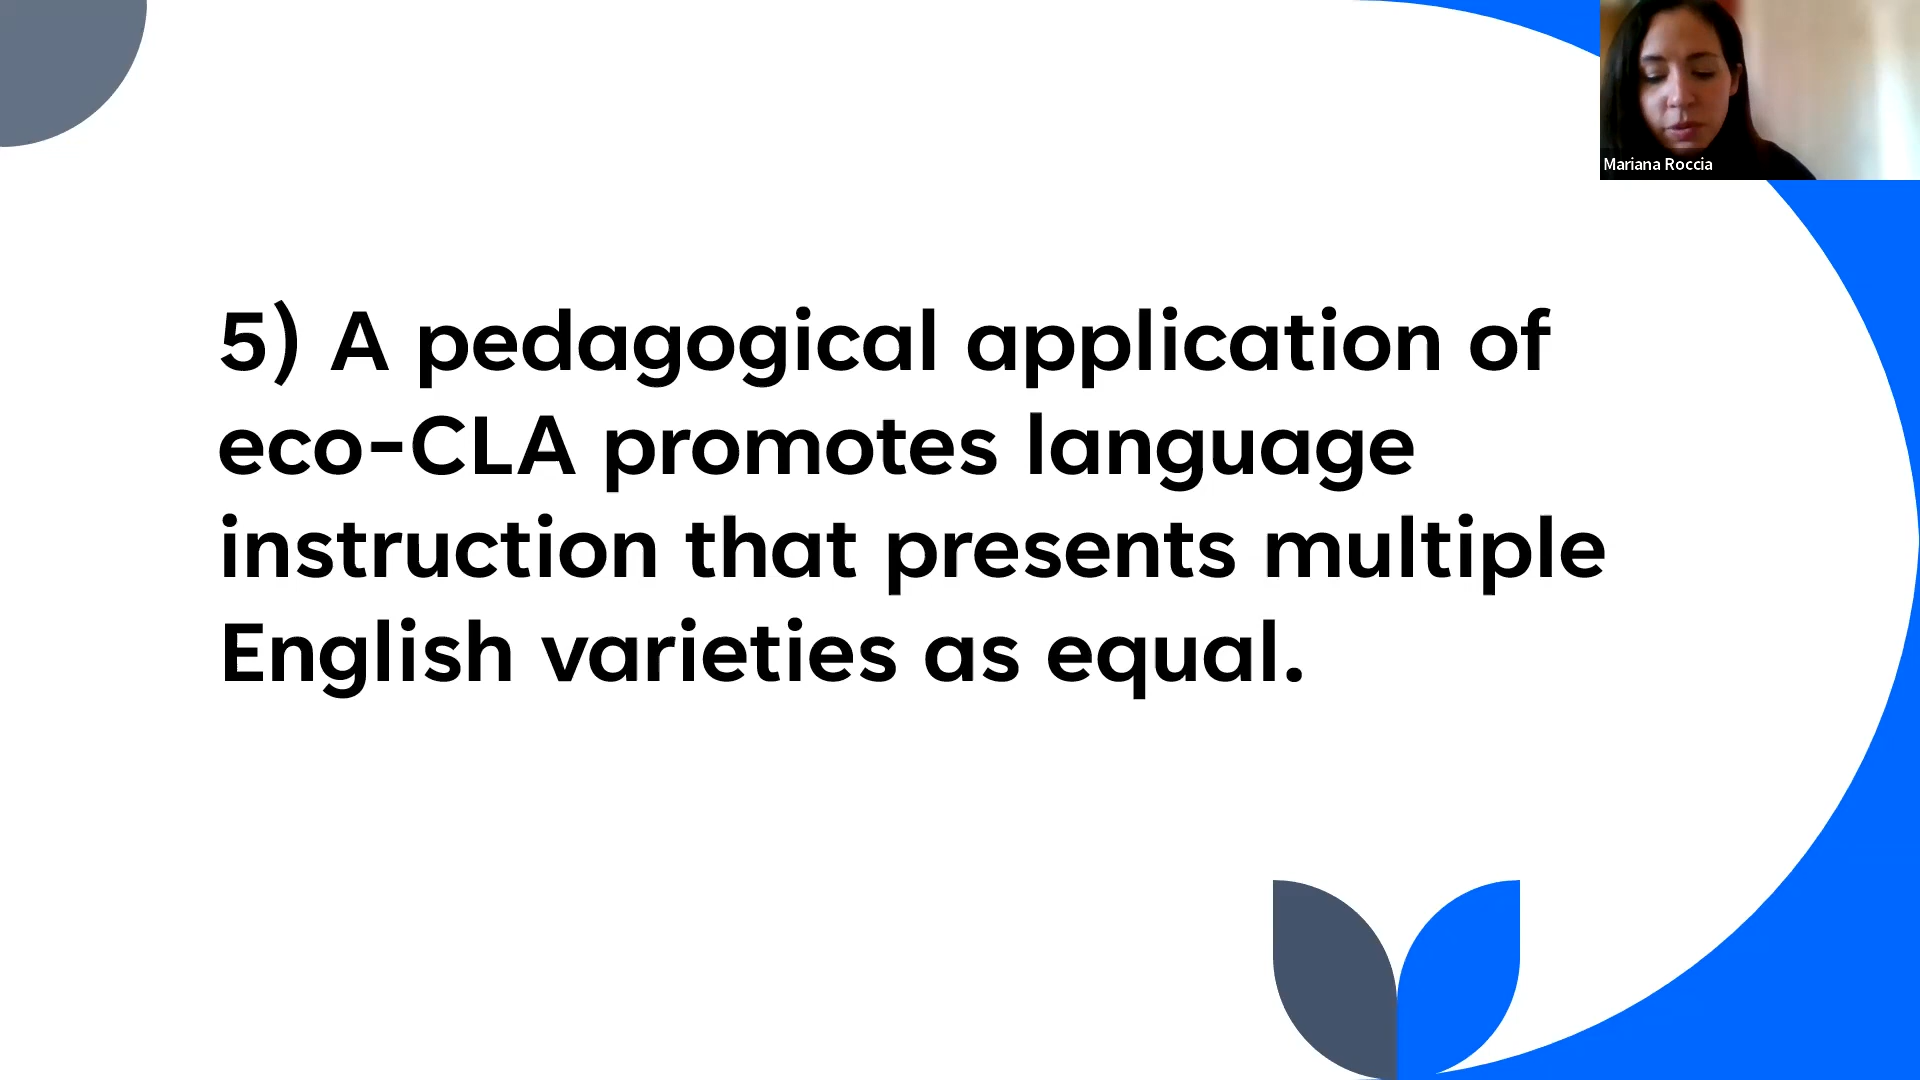 Mariana Roccia
5) A pedagogical application of
eco-CLA promotes language
instruction that presents multiple
English varieties as equal.